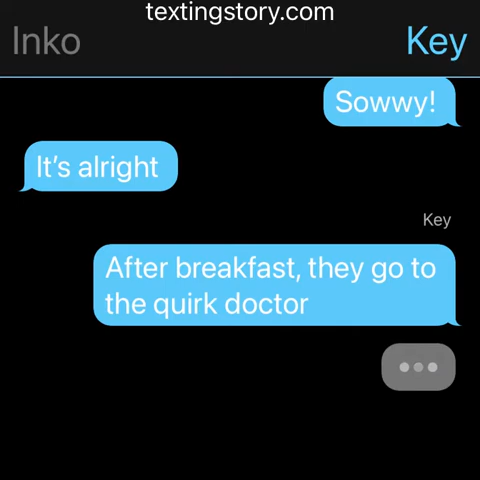 textingstory.com
Inko
Key
Sowwy!
It’s alright
Key
After breakfast, they go to
the quirk doctor